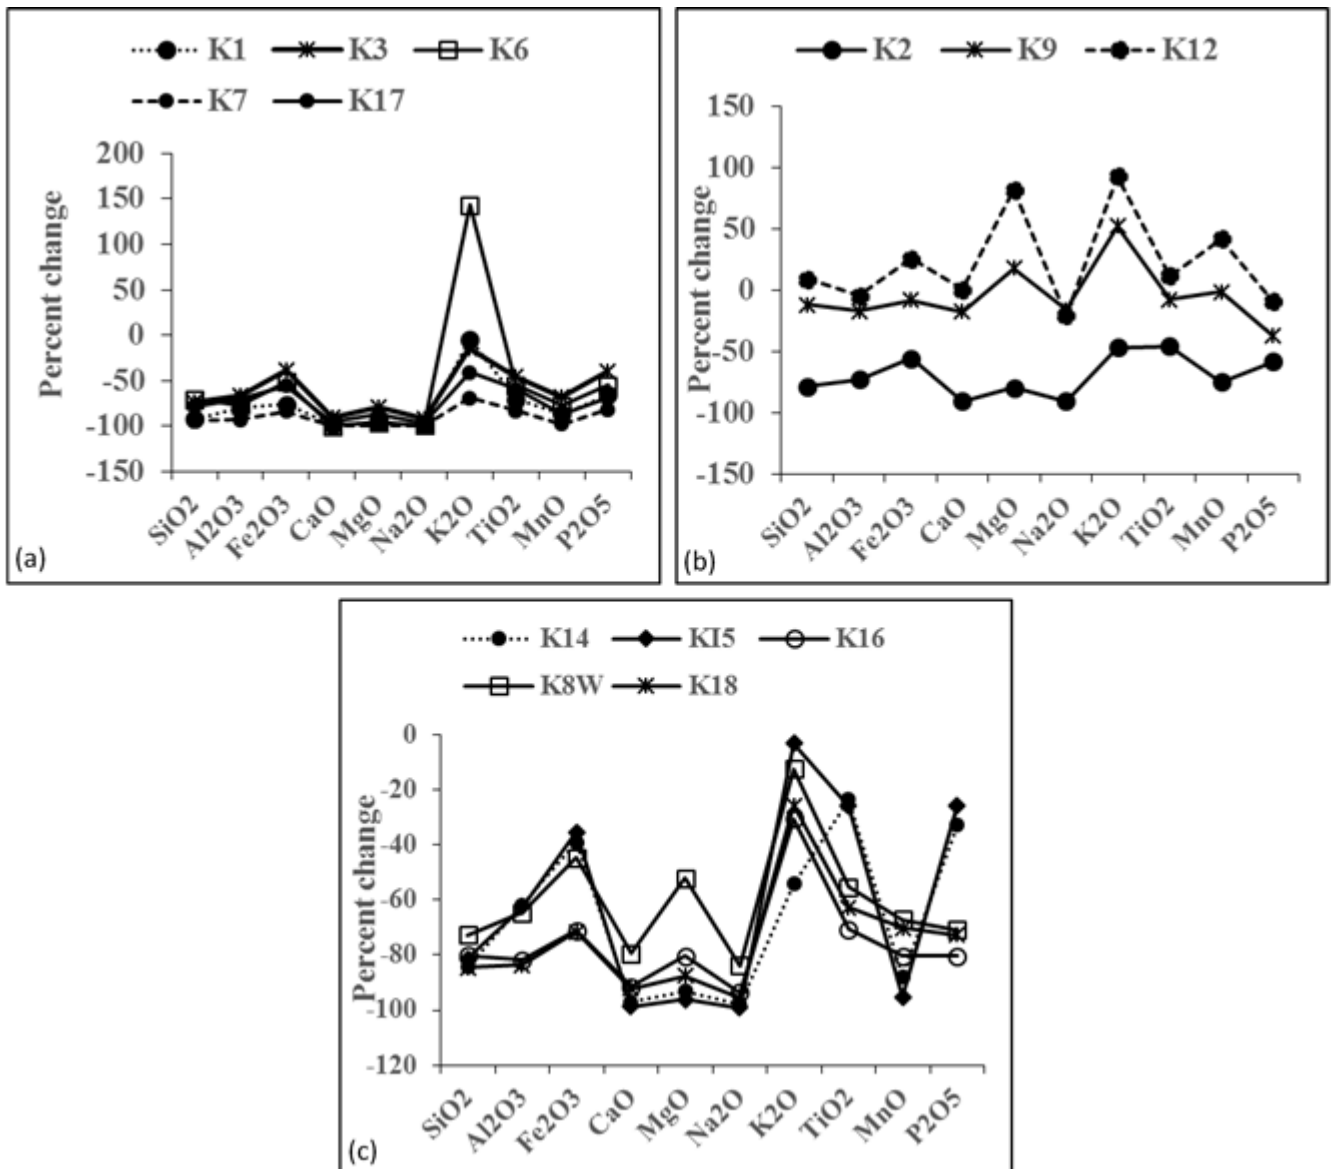 K1 K3 K6
K7 K17
Percent change
200
150
100
50
0
-50
-100
-150
SiO2 Al2O3 Fe2O3 CaO MgO Na2O K2O TiO2 MnO P2O5
(a)
K2 K9 K12
Percent change
150
100
50
0
-50
-100
-150
SiO2 Al2O3 Fe2O3 CaO MgO Na2O K2O TiO2 MnO P2O5
(b)
K14 KI5 K16
K8W K18
Percent change
0
-20
-40
-60
-80
-100
-120
SiO2 Al2O3 Fe2O3 CaO MgO Na2O K2O TiO2 MnO P2O5
(c)